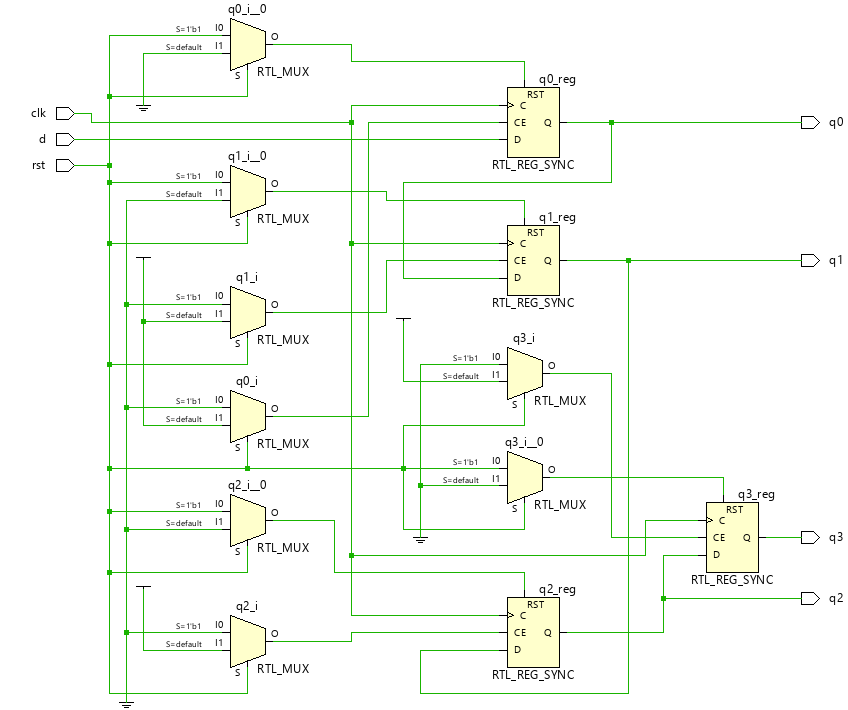 q0_i__0
S=1'b1 I0
S=default I1
O
S
RTL_MUX
q0_reg
RST
C
CE Q
D
RTL_REG_SYNC
clk
d
rst
q0
q1_i__0
S=1'b1 I0
S=default I1
O
S
RTL_MUX
q1_reg
RST
C
CE Q
D
RTL_REG_SYNC
q1
q1_i
S=1'b1 I0
S=default I1
O
S
RTL_MUX
q3_i
S=1'b1 I0
S=default I1
O
S
RTL_MUX
q0_i
S=1'b1 I0
S=default I1
O
S
RTL_MUX
q3_i__0
S=1'b1 I0
S=default I1
O
S
RTL_MUX
q2_i__0
S=1'b1 I0
S=default I1
O
S
RTL_MUX
q3_reg
RST
C
CE Q
D
RTL_REG_SYNC
q3
q2
q2_i
S=1'b1 I0
S=default I1
O
S
RTL_MUX
q2_reg
RST
C
CE Q
D
RTL_REG_SYNC